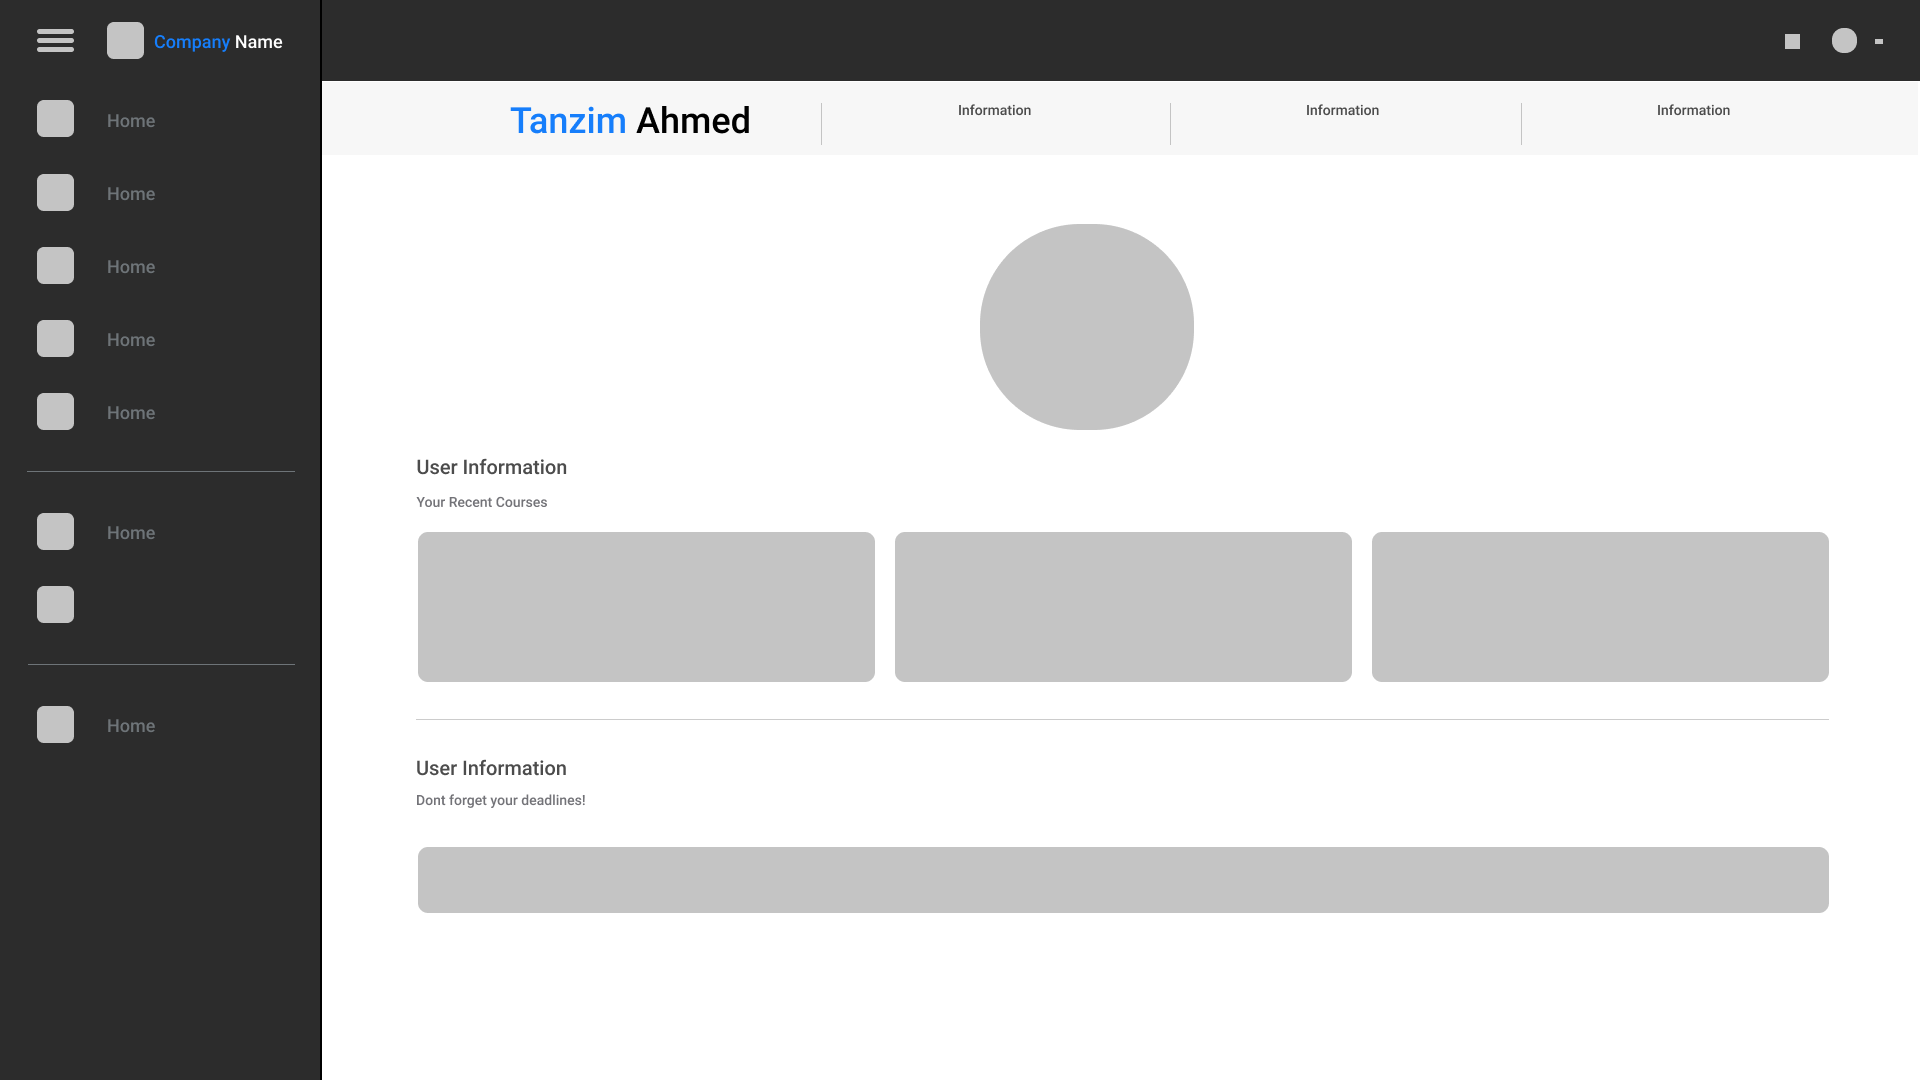 Company Name
Home
Home
Home
Home
Home
Home
Home
Tanzim Ahmed
Information
Information
Information
User Information
Your Recent Courses
User Information
Dont forget your deadlines!